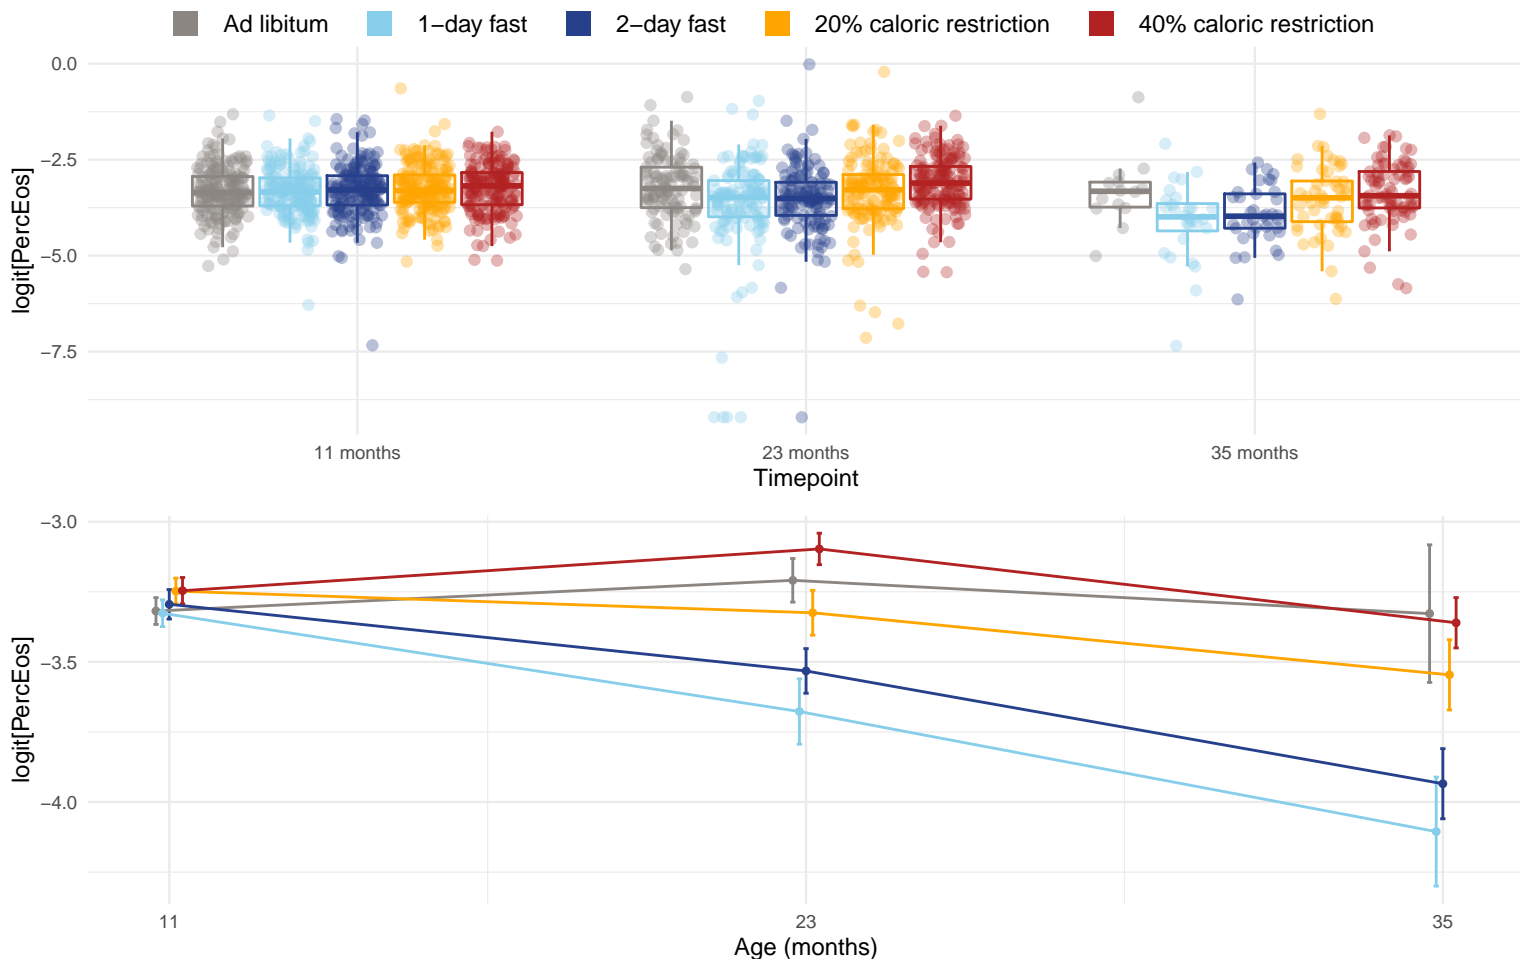 Ad libitum 1−day fast 2−day fast 20% caloric restriction 40% caloric restriction
0.0
−2.5
−5.0
−7.5
logit[PercEos]
11 months 23 months 35 months
Timepoint
−3.0
−3.5
−4.0
logit[PercEos]
11 23 35
Age (months)